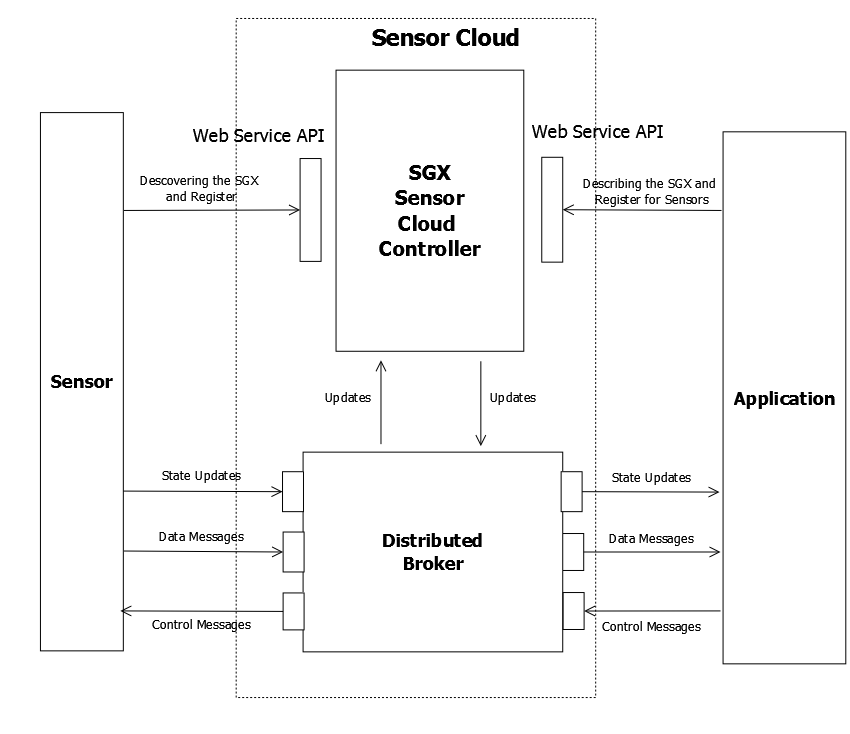 Sensor Cloud
Web Service API
Web Service API
SGX
Sensor
Cloud
Controller
Descovering the SGX
and Register
Describing the SGX and
Register for Sensors
Sensor
Application
Updates
Updates
State Updates
State Updates
Data Messages
Data Messages
Distributed
Broker
Control Messages
Control Messages